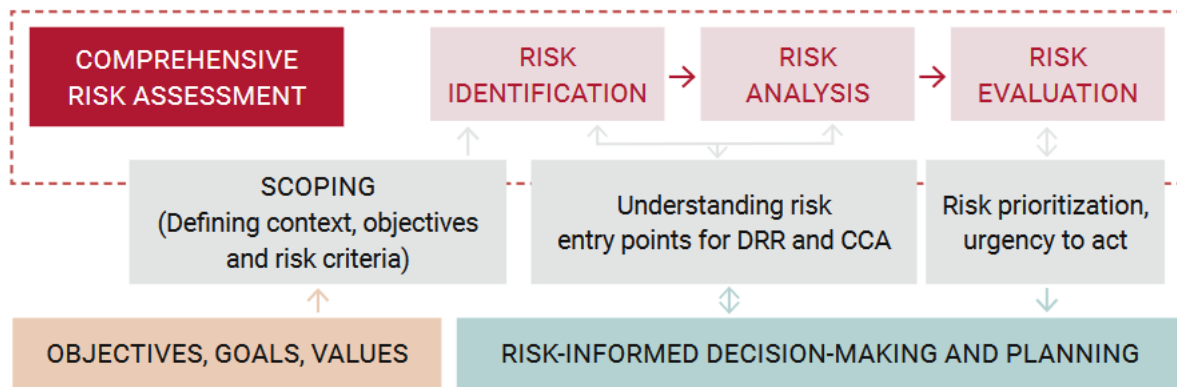 COMPREHENSIVE
RISK ASSESSMENT
RISK
IDENTIFICATION
RISK
ANALYSIS
RISK
EVALUATION
SCOPING
(Defining context, objectives
and risk criteria)
Understanding risk
entry points for DRR and CCA
Risk prioritization,
urgency to act
OBJECTIVES, GOALS, VALUES
RISK-INFORMED DECISION-MAKING AND PLANNING